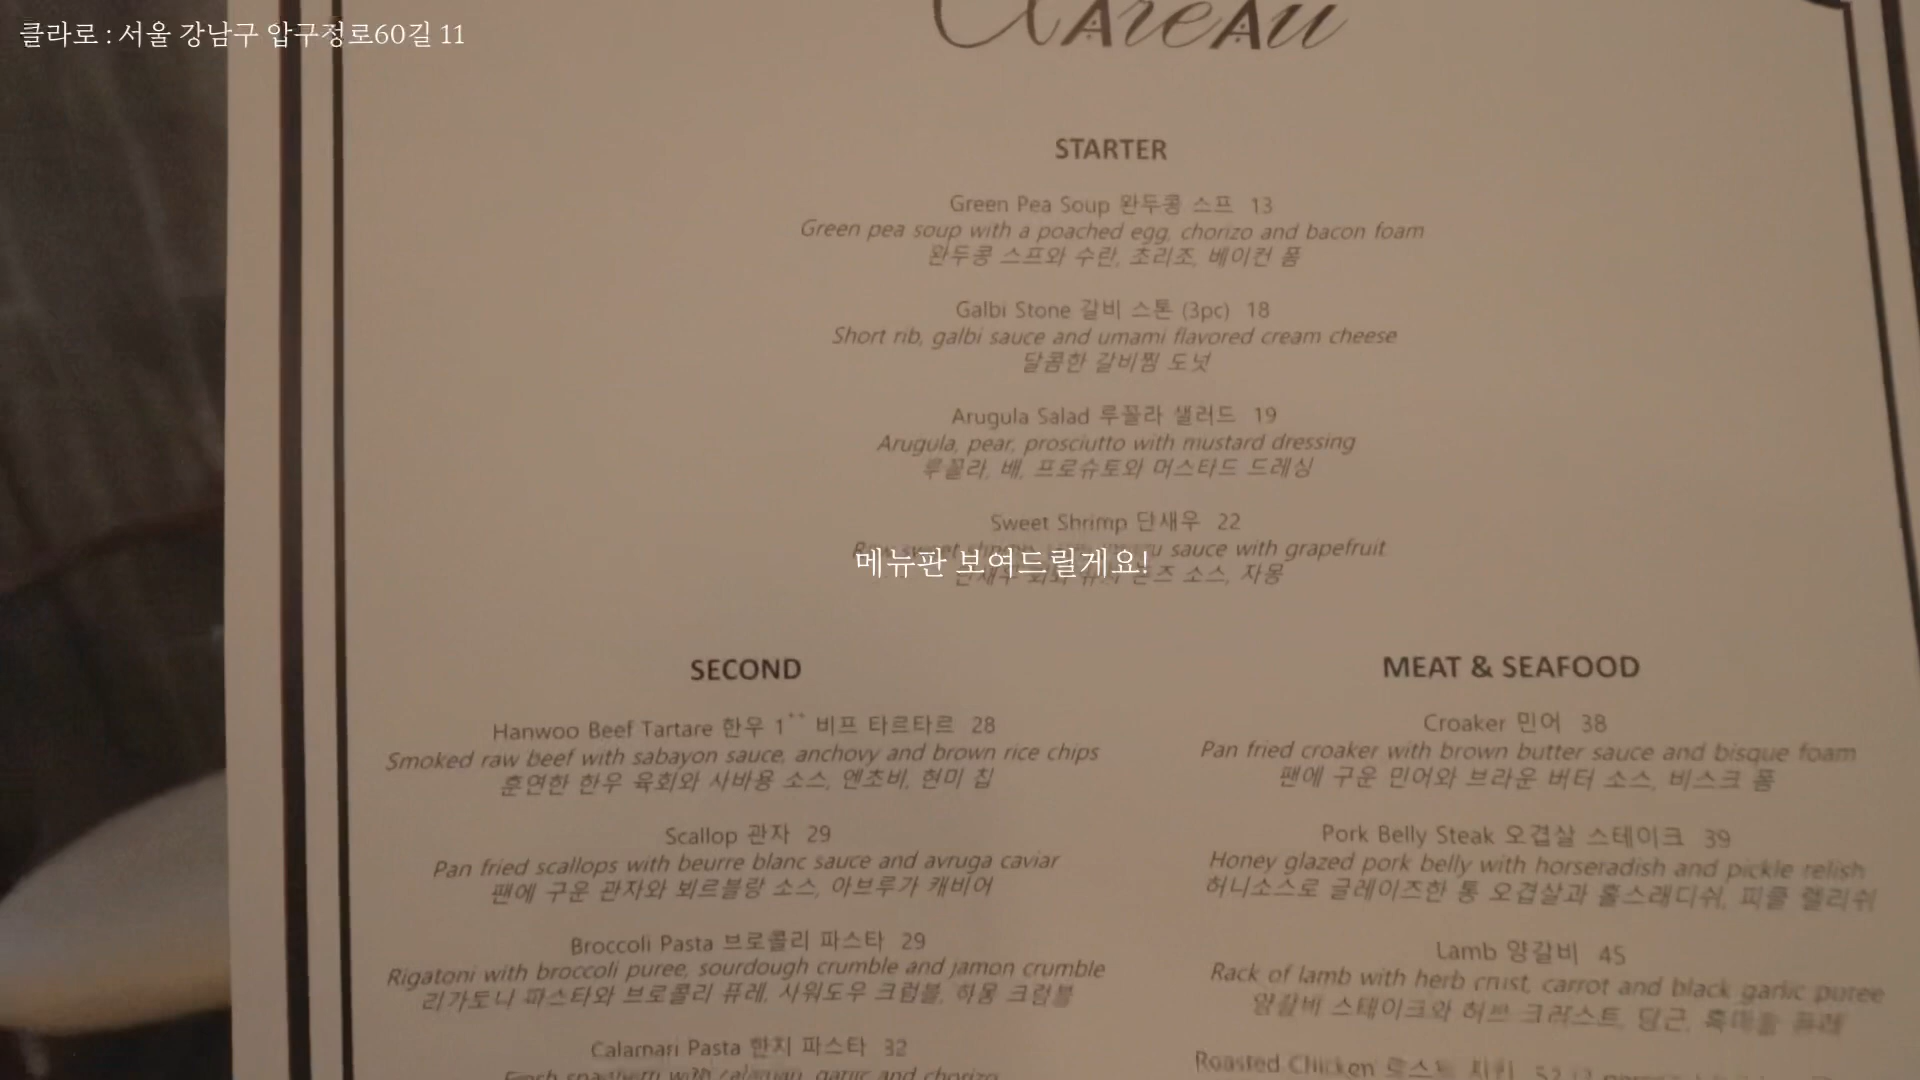 클라로 : 서울 강남구 압구정로60길 11
STARTER
Green Pea Soup 완두콩 스프 13
Green pea soup with a poached egg, chorizo and bacon foam
완두콩 스프와 수란, 초리조, 베이컨 폼
Galbi Stone 갈비 스톤 (3pc) 18
Short rib, galbi sauce and umami flavored cream cheese
달콤한 갈비찜 도넛
Arugula Salad 루꼴라 샐러드 19
Arugula, pear, prosciutto with mustard dressing
루꼴라, 배, 프로슈토와 머스타드 드레싱
Sweet Shrimp 단새우 22
sauce with grapefruit
메뉴판 보여드릴게요!
소스, 자몽
SECOND
Hanwoo Beef Tartare 한우 1⁺⁺ 비프 타르타르 28
Smoked raw beef with sabayon sauce, anchovy and brown rice chips
훈연한 한우 육회와 사바용 소스, 엔초비, 현미 칩
Scallop 관자 29
Pan fried scallops with beurre blanc sauce and avruga caviar
팬에 구운 관자와 뵈르블랑 소스, 아브루가 캐비어
Broccoli Pasta 브로콜리 파스타 29
Rigatoni with broccoli puree, sourdough crumble and jamon crumble
리가토니 파스타와 브로콜리 퓨레, 사워도우 크럼블, 하몽 크럼블
Calamari Pasta 한치 파스타 32
garlic and chorizo
MEAT & SEAFOOD
Croaker 민어 38
Pan fried croaker with brown butter sauce and bisque foam
팬에 구운 민어와 브라운 버터 소스, 비스크 폼
Pork Belly Steak 오겹살 스테이크 39
Honey glazed pork belly with horseradish and pickle relish
허니소스로 글레이즈한 통 오겹살과 홀스래디쉬, 피클 렐리쉬
Lamb 양갈비 45
Rack of lamb with herb crust, carrot and black garlic puree
양갈비 스테이크와 허브 크러스트, 당근, 흑마늘 퓨레
Roasted Chicken